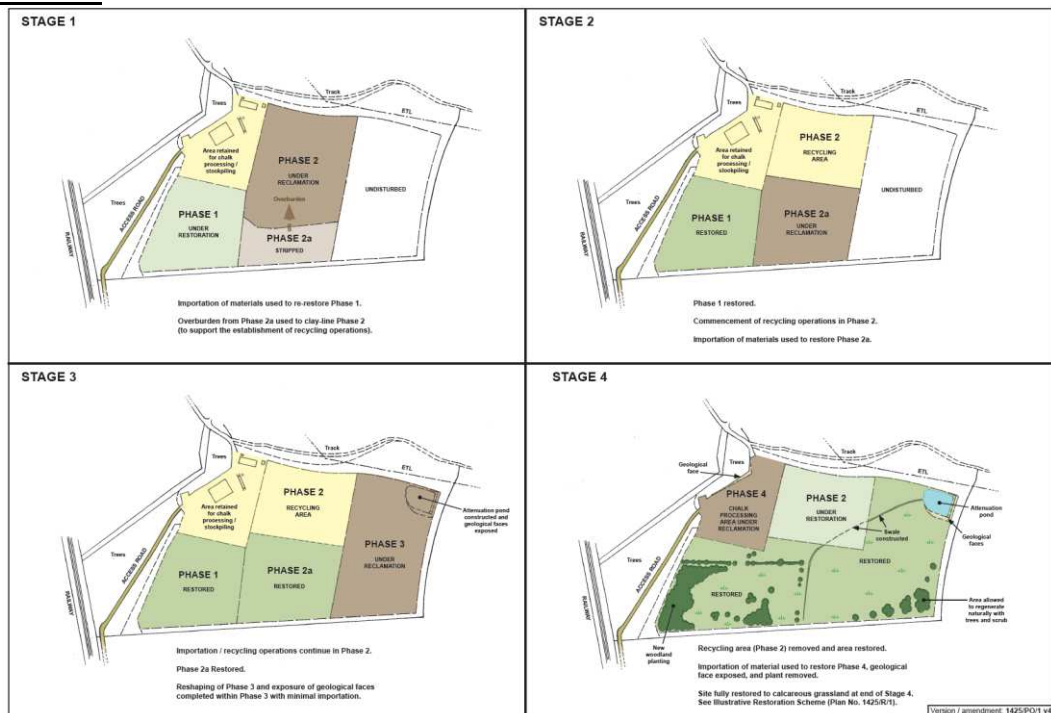 STAGE 1
Track
ETL
Trees
Area retained
for chalk
processing /
stockpiling
PHASE 2
UNDER
RECLAMATION
Overburden
UNDISTURBED
Trees
ACCESS ROAD
RAILWAY
PHASE 1
UNDER
RESTORATION
PHASE 2a
STRIPPED
Importation of materials used to re-restore Phase 1.
Overburden from Phase 2a used to clay-line Phase 2
(to support the establishment of recycling operations).
STAGE 2
Track
ETL
Trees
Area retained
for chalk
processing /
stockpiling
PHASE 2
RECYCLING
AREA
UNDISTURBED
Trees
ACCESS ROAD
RAILWAY
PHASE 1
RESTORED
PHASE 2a
UNDER
RECLAMATION
Phase 1 restored.
Commencement of recycling operations in Phase 2.
Importation of materials used to restore Phase 2a.
STAGE 3
Track
ETL
Trees
Area retained
for chalk
processing /
stockpiling
PHASE 2
RECYCLING
AREA
Attenuation pond
constructed and
geological faces
exposed
PHASE 3
UNDER
RECLAMATION
Trees
ACCESS ROAD
RAILWAY
PHASE 1
RESTORED
PHASE 2a
RESTORED
Importation / recycling operations continue in Phase 2.
Phase 2a Restored.
Reshaping of Phase 3 and exposure of geological faces
completed within Phase 3 with minimal importation.
STAGE 4
Track
ETL
Geological
face
Trees
PHASE 4
CHALK
PROCESSING
AREA UNDER
RECLAMATION
PHASE 2
UNDER
RESTORATION
Attenuation
pond
Swale
constructed
Geological
faces
Trees
ACCESS ROAD
RAILWAY
RESTORED
RESTORED
Area allowed
to regenerate
naturally with
trees and scrub
New
woodland
planting
Recycling area (Phase 2) removed and area restored.
Importation of material used to restore Phase 4, geological
face exposed, and plant removed.
Site fully restored to calcareous grassland at end of Stage 4.
See Illustrative Restoration Scheme (Plan No. 1425/R/1).
Version / amendment: 1425/PO/1 v4